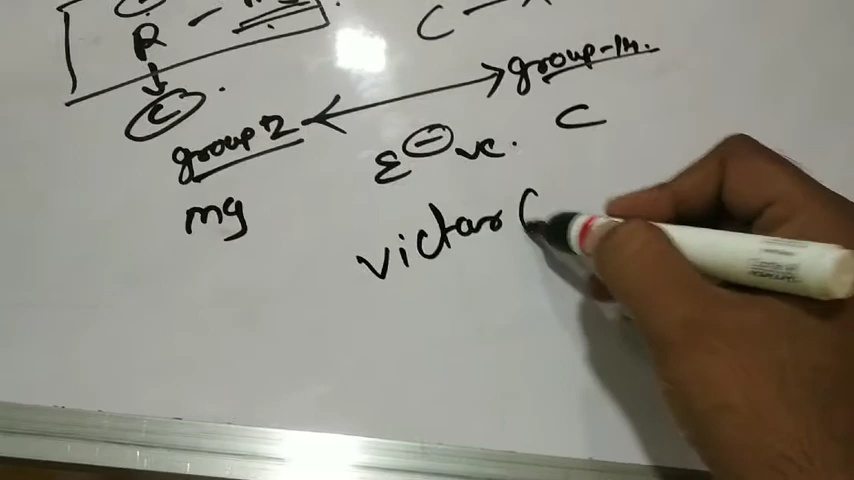 R -
C -
C
group 2 group-14.
mg ε⊖ve. C
victor (